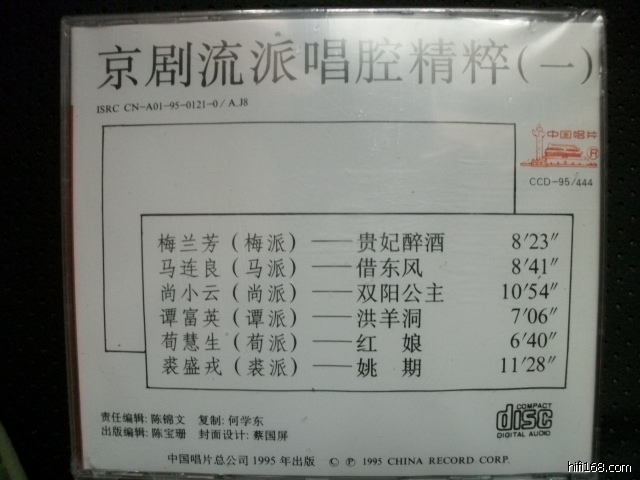 京剧流派唱腔精粹(一)
ISRC CN-A01-95-0121-0/A.J8
中国唱片
R
CCD-95/444
梅兰芳(梅派)——贵妃醉酒 8′23″
马连良(马派)——借东风 8′41″
尚小云(尚派)——双阳公主 10′54″
谭富英(谭派)——洪羊洞 7′06″
荀慧生(荀派)——红 娘 6′40″
裘盛戎(裘派)——姚 期 11′28″
责任编辑:陈锦文 复制:何学东
出版编辑:陈宝珊 封面设计:蔡国屏
COMPACT
disc
DIGITAL AUDIO
中国唱片总公司1995年出版 © ℗ 1995 CHINA RECORD CORP.
hifi168.com